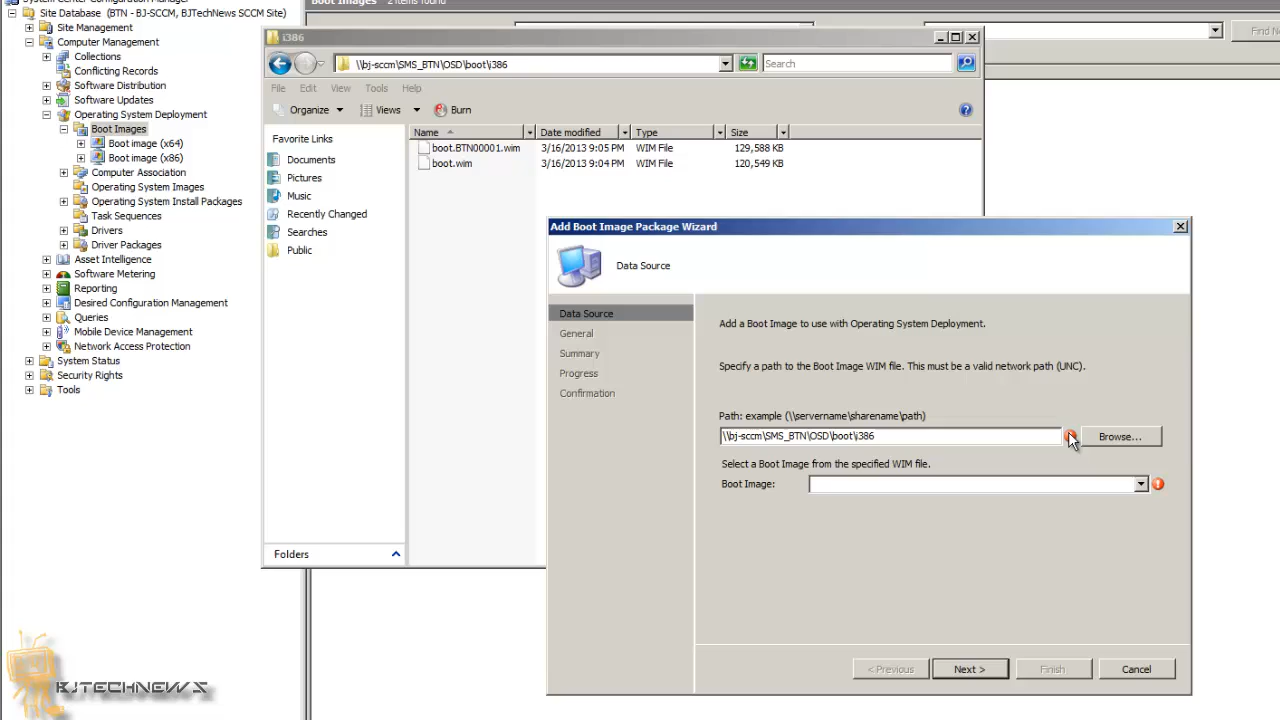 System Center Configuration Manager
Site Database (BTN - BJ-SCCM, BJTechNews SCCM Site)
Site Management
Computer Management
Collections
Conflicting Records
Software Distribution
Software Updates
Operating System Deployment
Boot Images
Boot image (x64)
Boot image (x86)
Computer Association
Operating System Images
Operating System Install Packages
Task Sequences
Drivers
Driver Packages
Asset Intelligence
Software Metering
Reporting
Desired Configuration Management
Queries
Mobile Device Management
Network Access Protection
System Status
Security Rights
Tools
BJTECHNEWS
Boot Images 2 items found
Find N
i386
\\bj-sccm\SMS_BTN\OSD\boot\i386
Search
File Edit View Tools Help
Organize Views Burn
Favorite Links
Documents
Pictures
Music
Recently Changed
Searches
Public
Folders
Name Date modified Type Size
boot.BTN00001.wim 3/16/2013 9:05 PM WIM File 129,588 KB
boot.wim 3/16/2013 9:04 PM WIM File 120,549 KB
Add Boot Image Package Wizard
Data Source
Data Source
General
Summary
Progress
Confirmation
Add a Boot Image to use with Operating System Deployment.
Specify a path to the Boot Image WIM file. This must be a valid network path (UNC).
Path: example (\\servername\sharename\path)
\\bj-sccm\SMS_BTN\OSD\boot\i386
Browse...
Select a Boot Image from the specified WIM file.
Boot Image:
< Previous Next > Finish Cancel